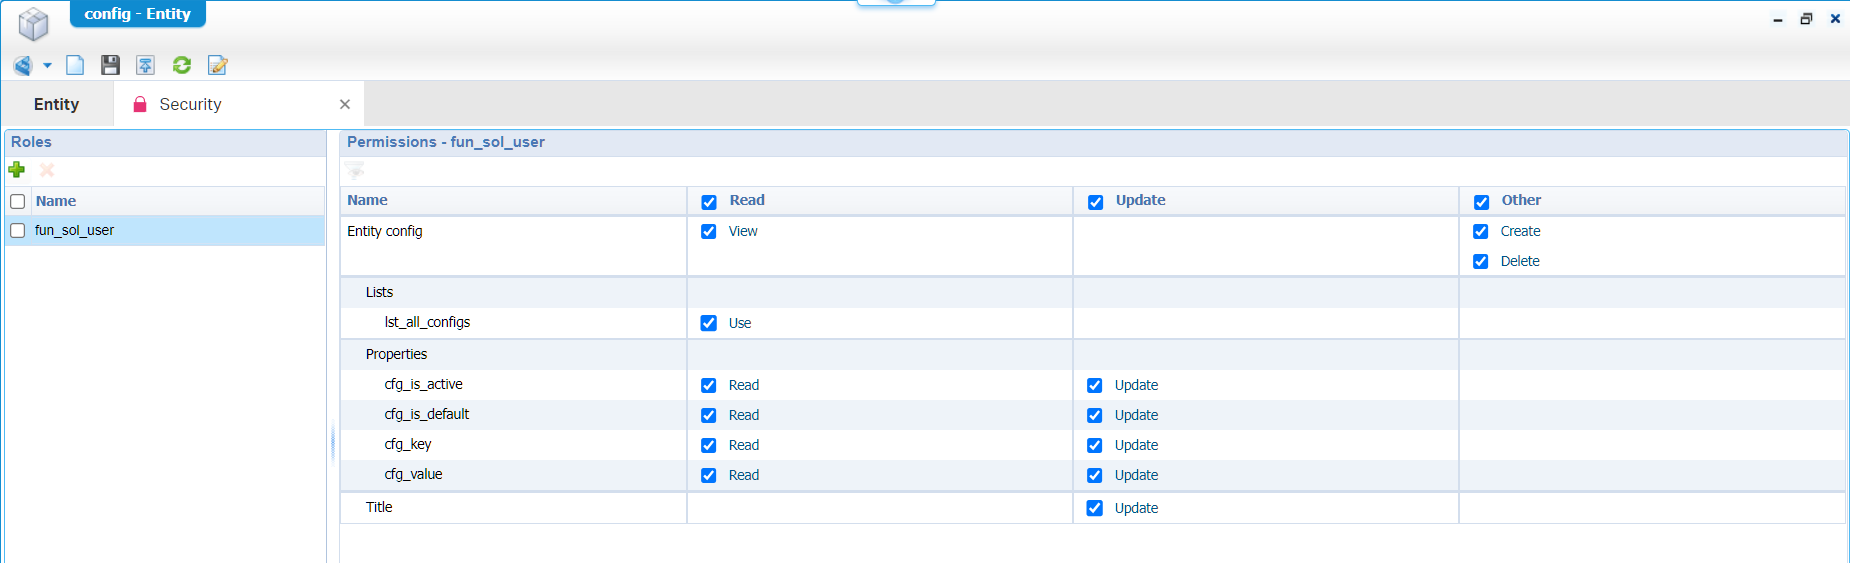 config - Entity
Entity
Security
Roles
Name
fun_sol_user
Permissions - fun_sol_user
Name Read Update Other
Entity config View Create
Delete
Lists
lst_all_configs Use
Properties
cfg_is_active Read Update
cfg_is_default Read Update
cfg_key Read Update
cfg_value Read Update
Title Update